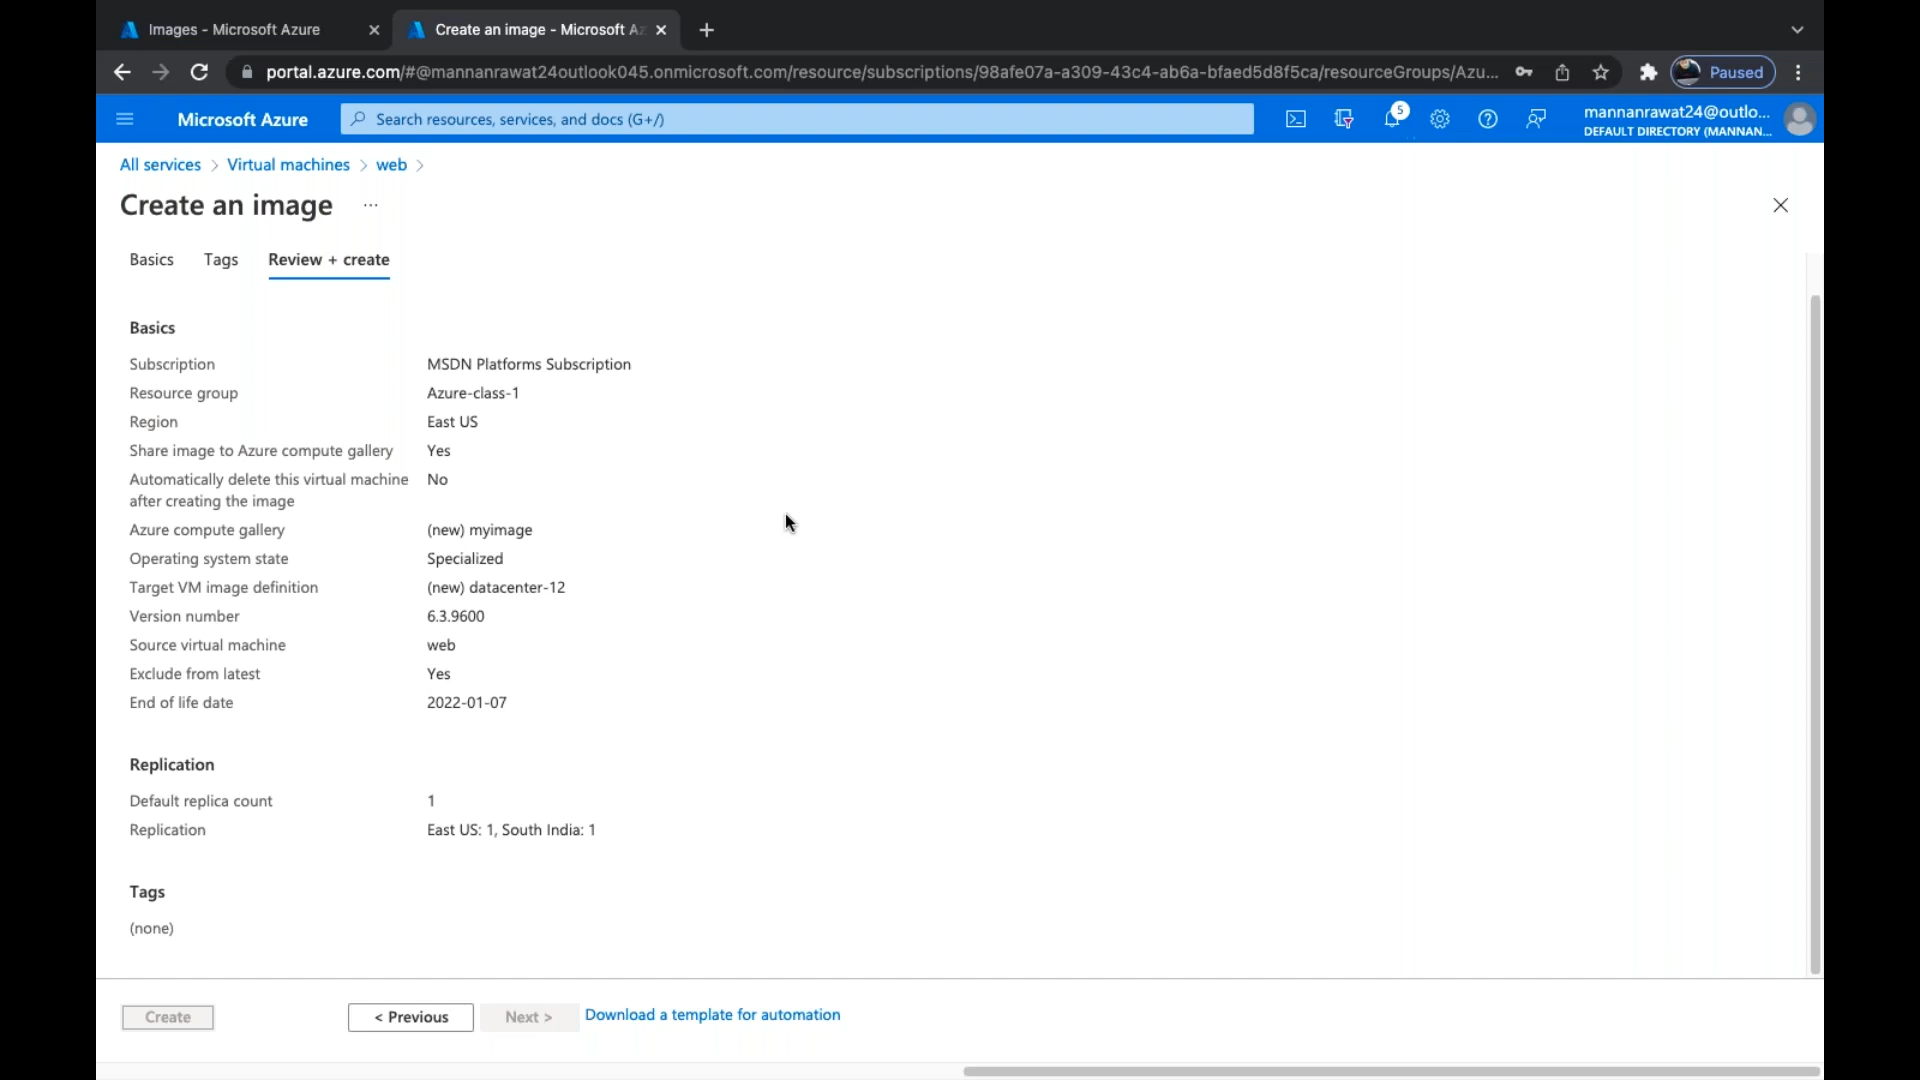 Images - Microsoft Azure
Create an image - Microsoft Az
portal.azure.com/#@mannanrawat24outlook045.onmicrosoft.com/resource/subscriptions/98afe07a-a309-43c4-ab6a-bfaed5d8f5ca/resourceGroups/Azu...
Paused
Microsoft Azure
Search resources, services, and docs (G+/)
5
mannanrawat24@outlo...
DEFAULT DIRECTORY (MANNAN...
All services > Virtual machines > web >
Create an image ...
Basics Tags Review + create
Basics
Subscription MSDN Platforms Subscription
Resource group Azure-class-1
Region East US
Share image to Azure compute gallery Yes
Automatically delete this virtual machine No
after creating the image
Azure compute gallery (new) myimage
Operating system state Specialized
Target VM image definition (new) datacenter-12
Version number 6.3.9600
Source virtual machine web
Exclude from latest Yes
End of life date 2022-01-07
Replication
Default replica count 1
Replication East US: 1, South India: 1
Tags
(none)
Create < Previous Next > Download a template for automation